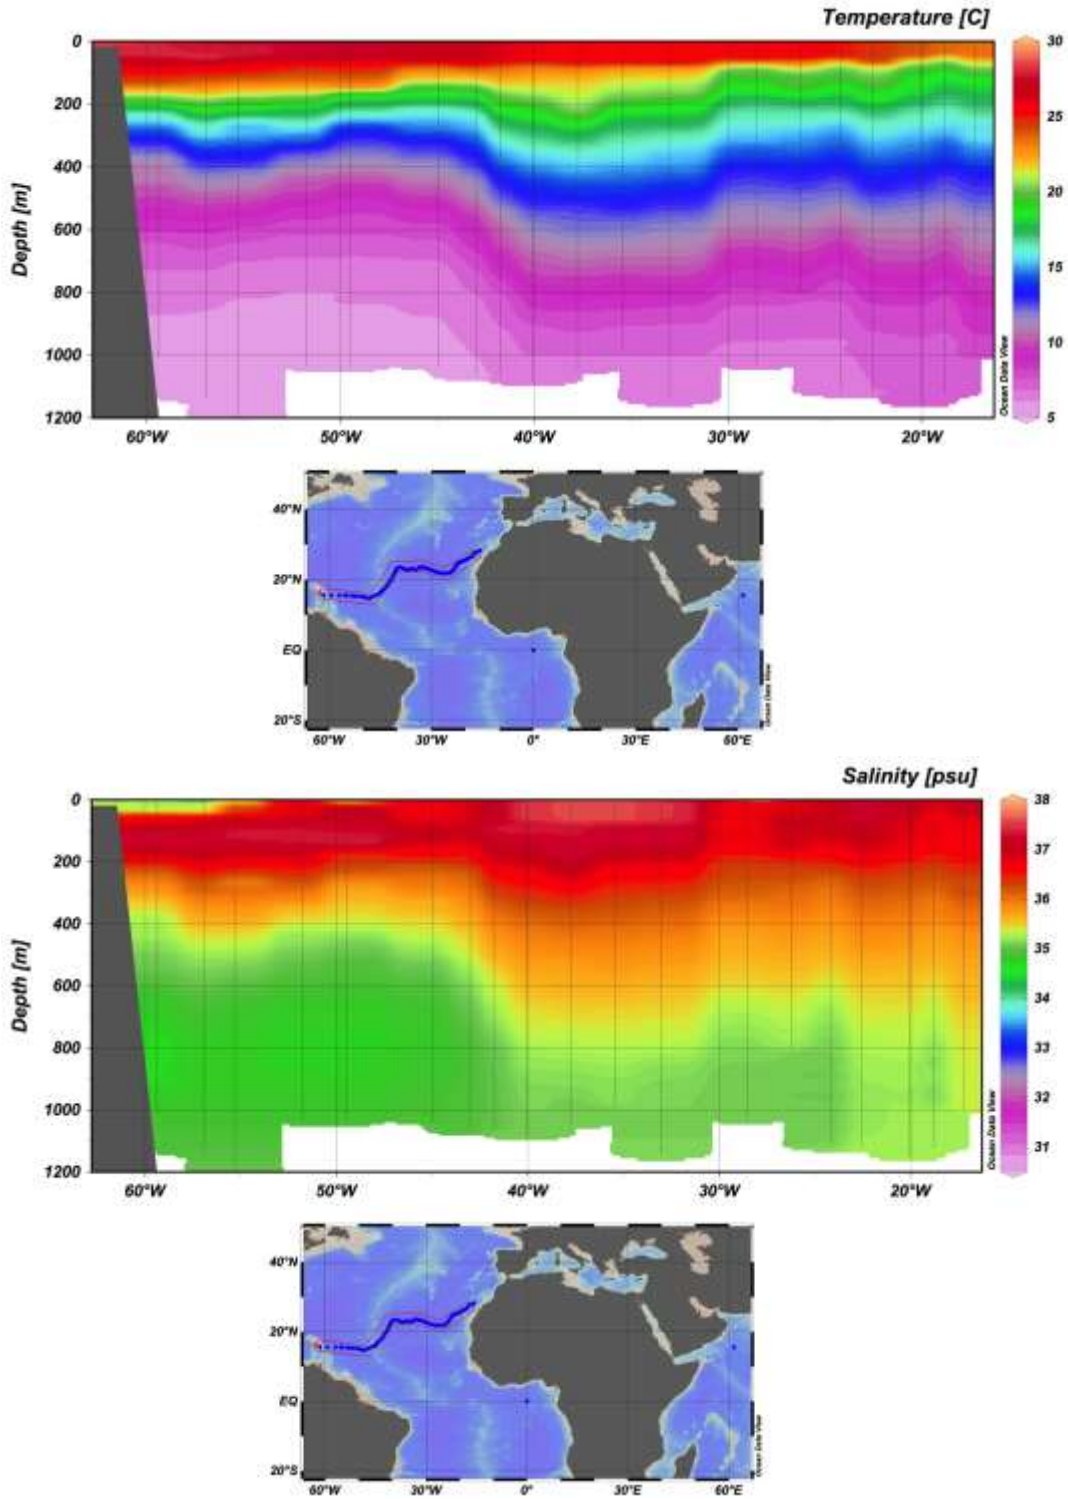 Temperature [C]
0
200
400
600
800
1000
1200
Depth [m]
60°W 50°W 40°W 30°W 20°W
30
25
20
15
10
5
Ocean Data View
40°N
20°N
EQ
20°S
60°W 30°W 0° 30°E 60°E
Ocean Data View
Salinity [psu]
0
200
400
600
800
1000
1200
Depth [m]
60°W 50°W 40°W 30°W 20°W
38
37
36
35
34
33
32
31
Ocean Data View
40°N
20°N
EQ
20°S
60°W 30°W 0° 30°E 60°E
Ocean Data View